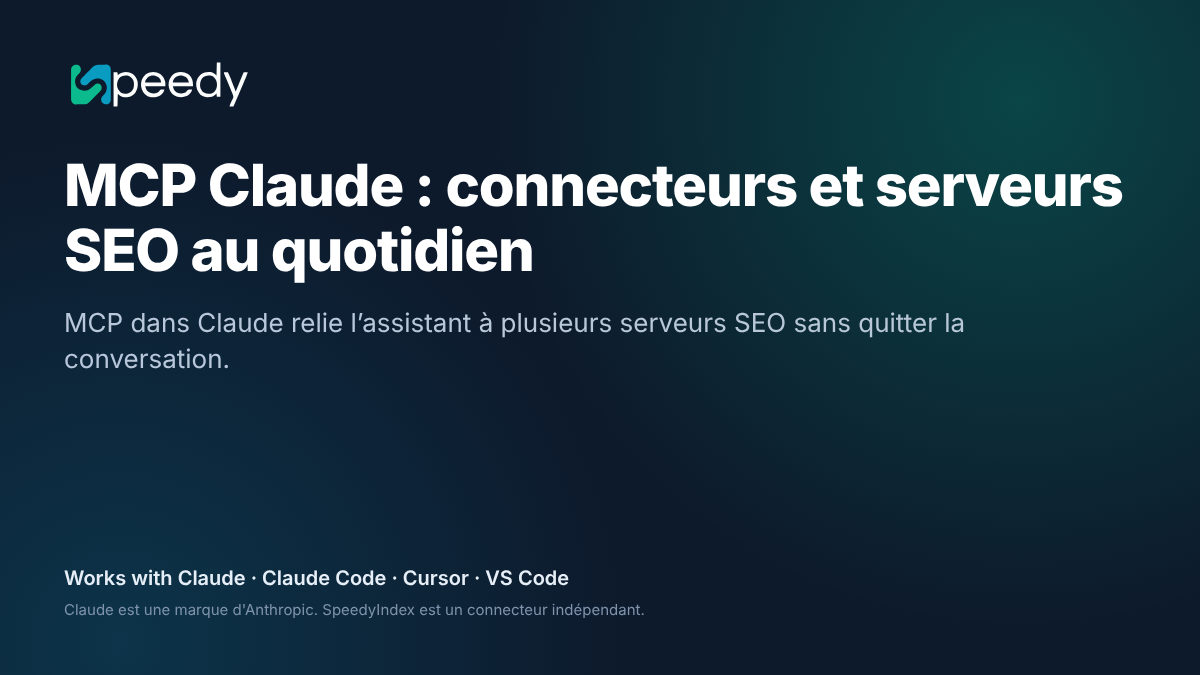 Speedy
MCP Claude : connecteurs et serveurs
SEO au quotidien
MCP dans Claude relie l’assistant à plusieurs serveurs SEO sans quitter la
conversation.
Works with Claude · Claude Code · Cursor · VS Code
Claude est une marque d'Anthropic. SpeedyIndex est un connecteur indépendant.